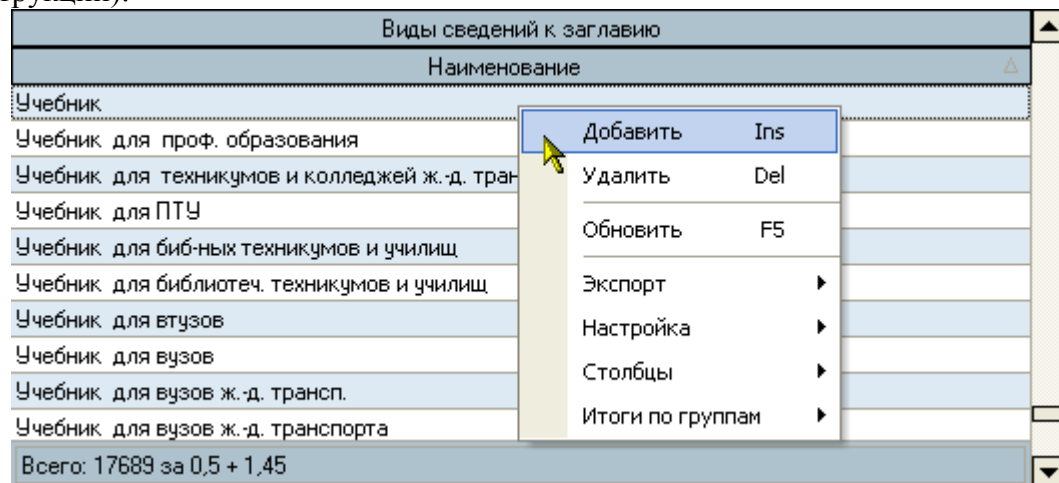 Виды сведений к заглавию
Наименование
Учебник
Учебник для проф. образования
Учебник для техникумов и колледжей ж.-д. тран
Учебник для ПТУ
Учебник для биб-ных техникумов и училищ
Учебник для библиотеч. техникумов и училищ
Учебник для втузов
Учебник для вузов
Учебник для вузов ж.-д. трансп.
Учебник для вузов ж.-д. транспорта
Всего: 17689 за 0,5 + 1,45
Добавить Ins
Удалить Del
Обновить F5
Экспорт
Настройка
Столбцы
Итоги по группам